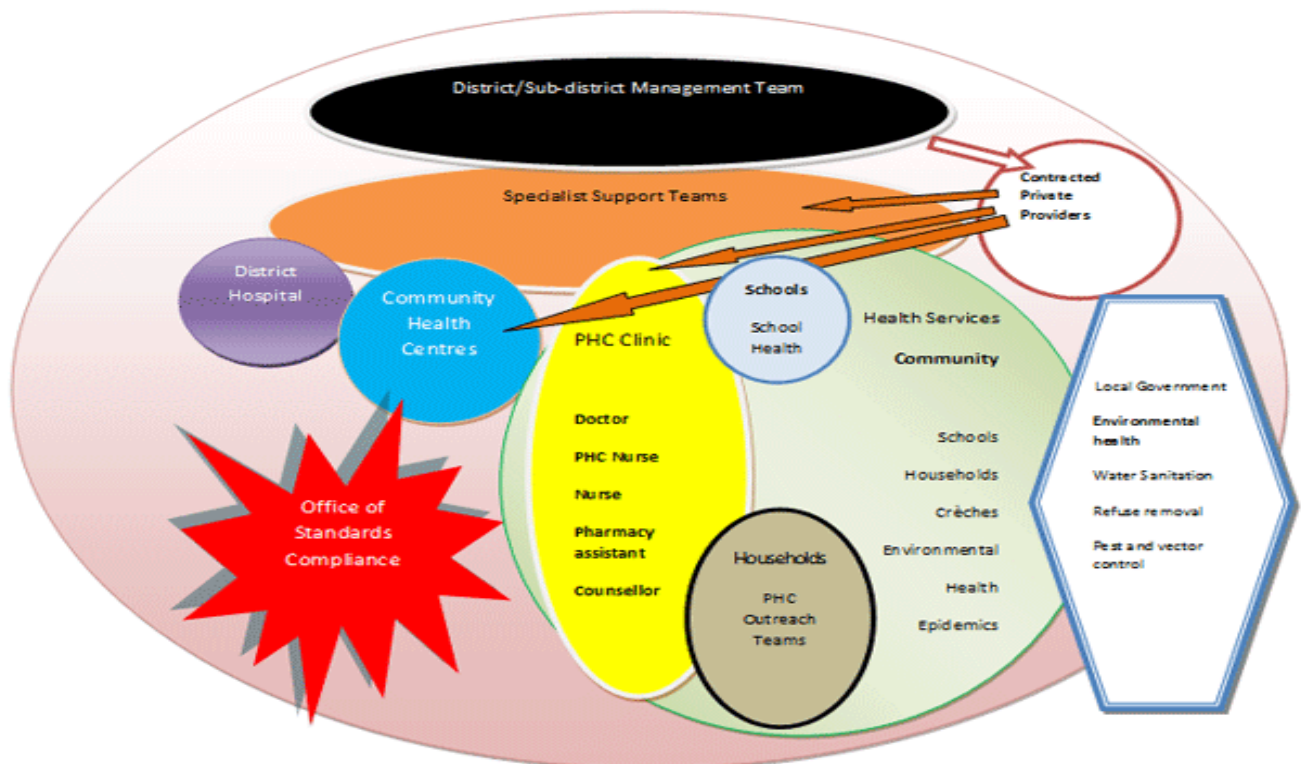 District/Sub-district Management Team
Specialist Support Teams
Contracted
Private
Providers
District
Hospital
Community
Health
Centres
PHC Clinic
Doctor
PHC Nurse
Nurse
Pharmacy
assistant
Counsellor
Schools
School
Health
Health Services
Community
Schools
Households
Crèches
Environmental
Health
Epidemics
Households
PHC
Outreach
Teams
Local Government
Environmental
health
Water Sanitation
Refuse removal
Pest and vector
control
Office of
Standards
Compliance